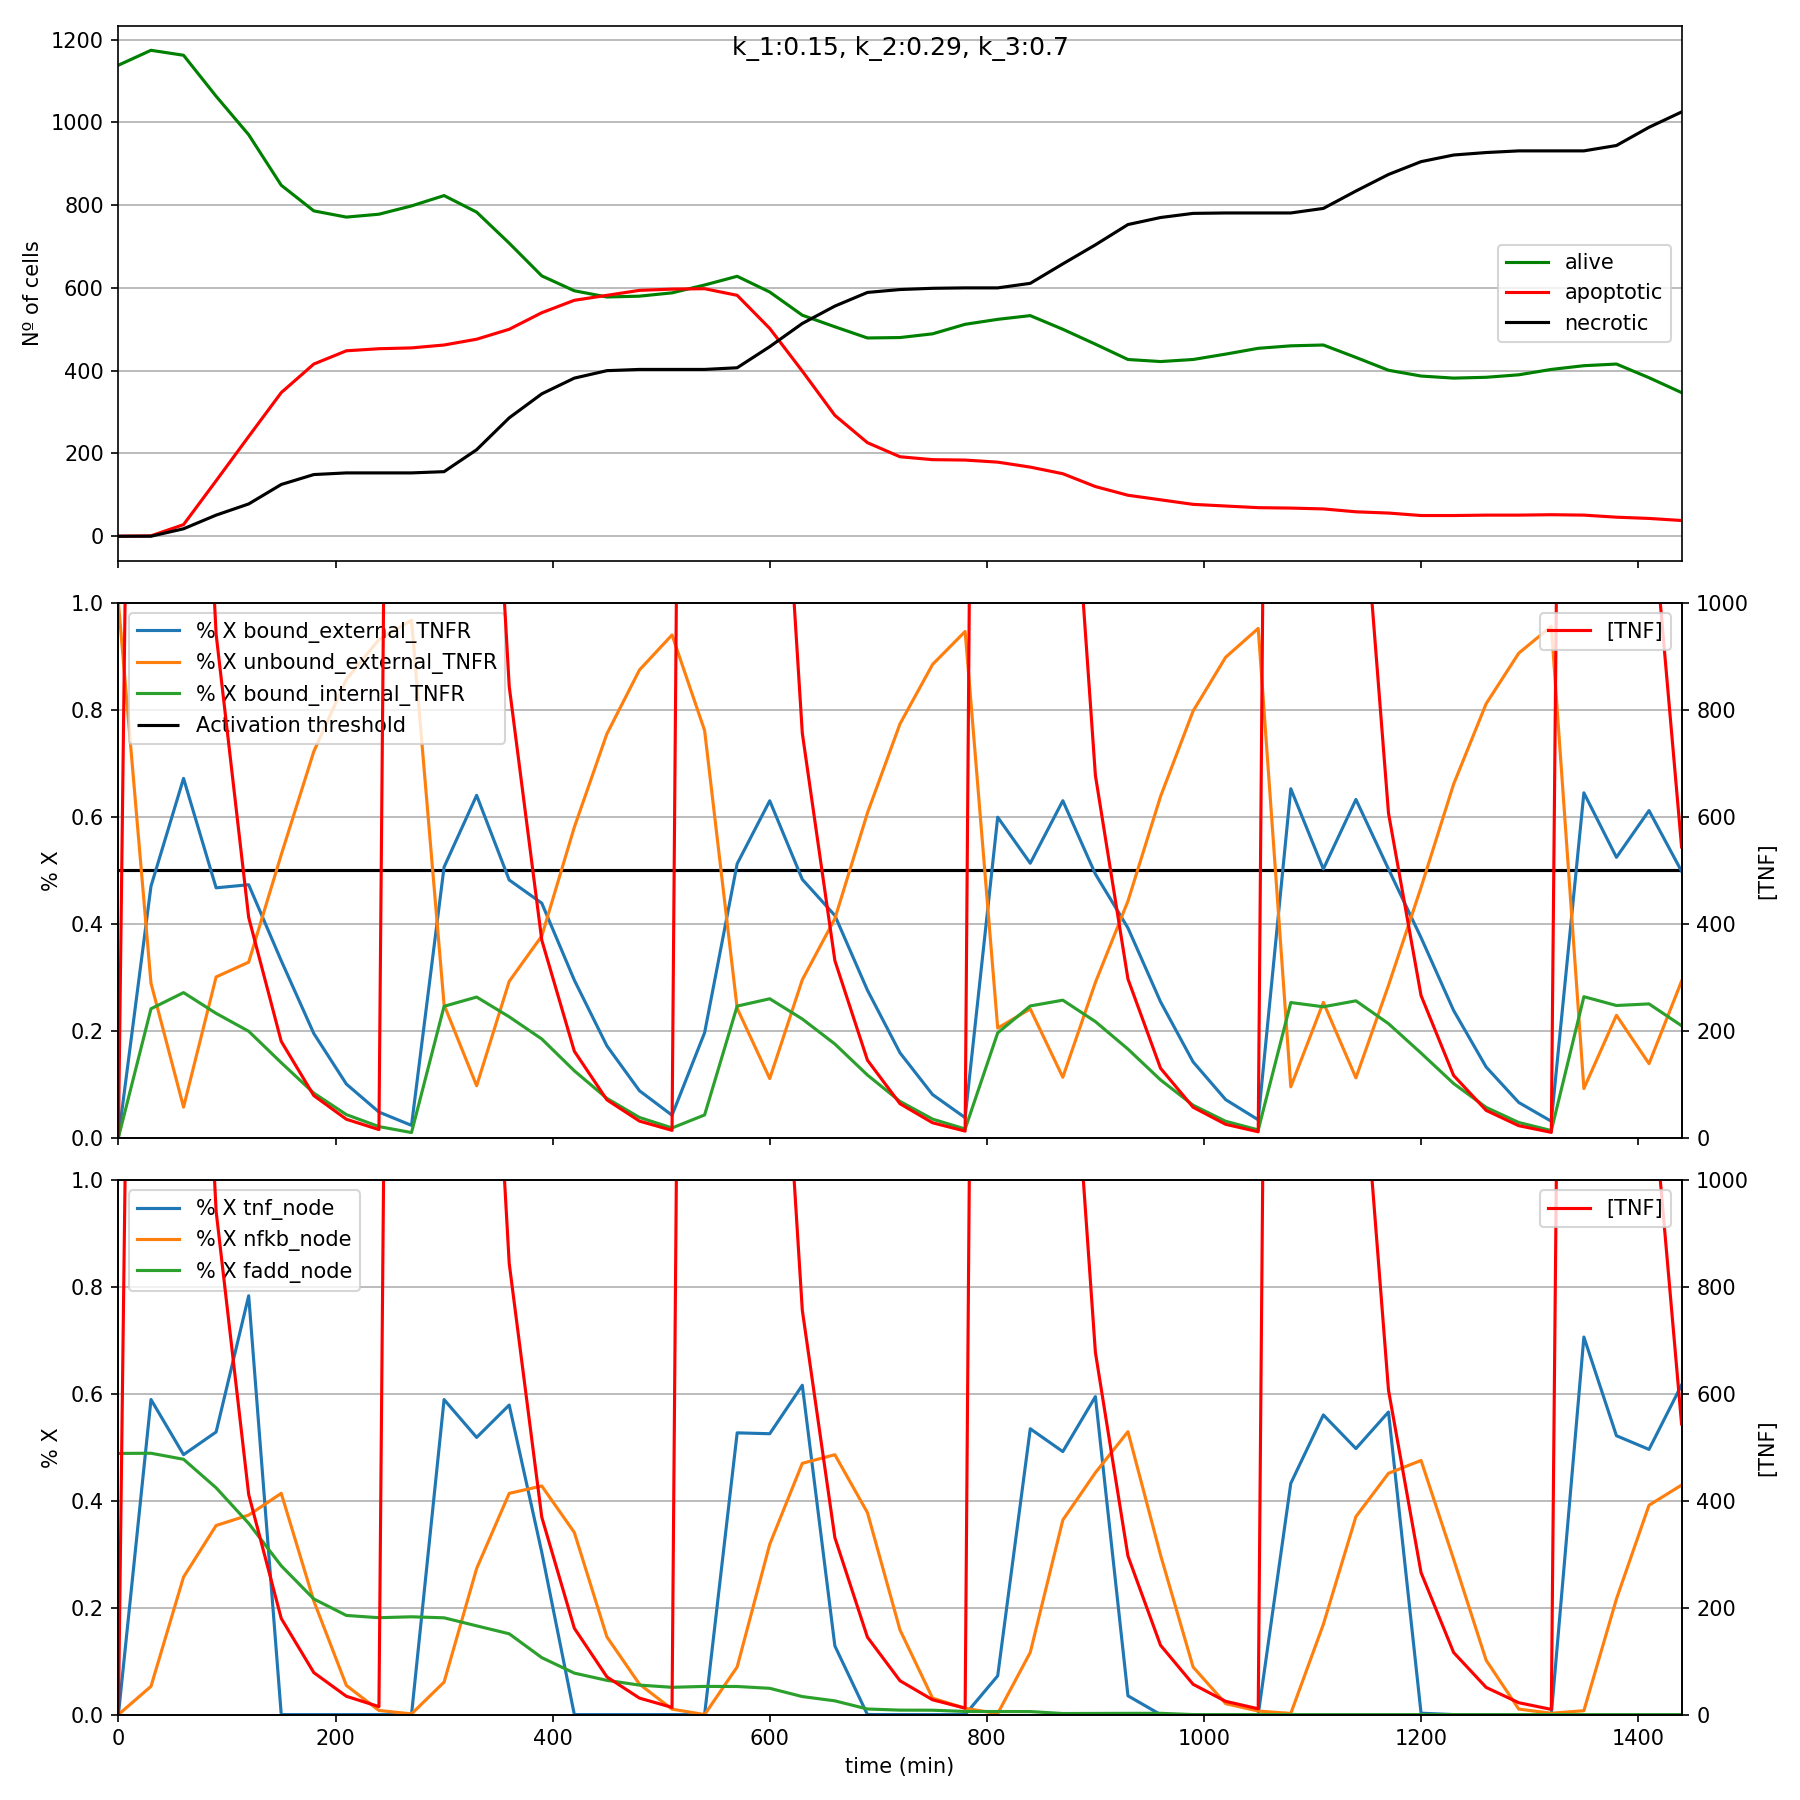 k_1:0.15, k_2:0.29, k_3:0.7
1200
1000
800
600
400
200
0
Nº of cells
alive
apoptotic
necrotic
1.0
0.8
0.6
0.4
0.2
0.0
% X
% X bound_external_TNFR
% X unbound_external_TNFR
% X bound_internal_TNFR
Activation threshold
[TNF]
1000
800
600
400
200
0
[TNF]
1.0
0.8
0.6
0.4
0.2
0.0
% X
% X tnf_node
% X nfkb_node
% X fadd_node
[TNF]
1000
800
600
400
200
0
[TNF]
0 200 400 600 800 1000 1200 1400
time (min)